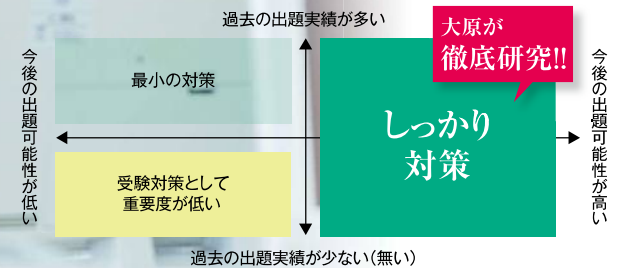 過去の出題実績が多い
大原が
徹底研究!!
今後の出題可能性が低い
最小の対策
しっかり
対策
今後の出題可能性が高い
受験対策として
重要度が低い
過去の出題実績が少ない（無い）